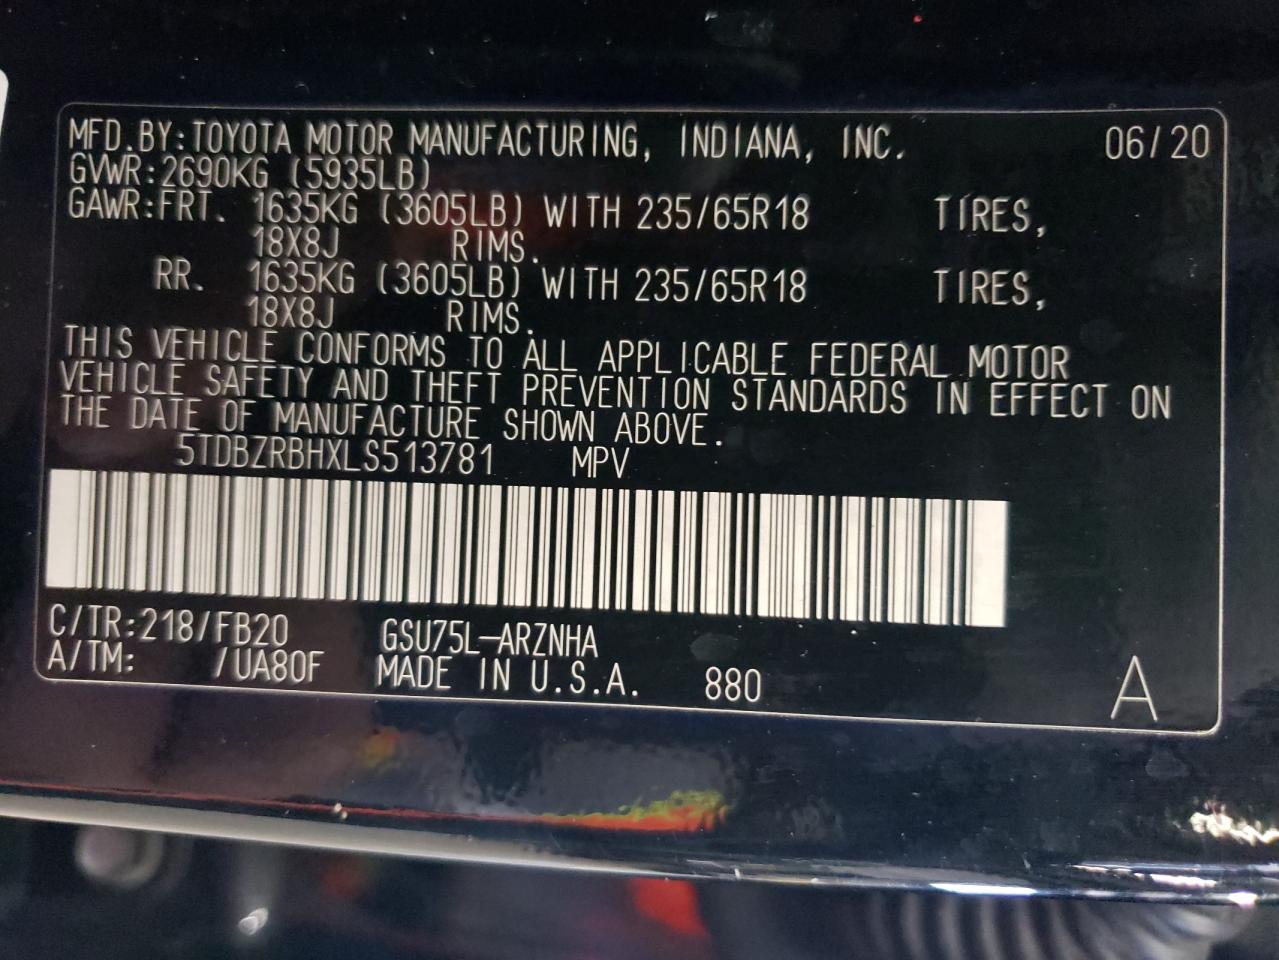 MFD.BY:TOYOTA MOTOR MANUFACTURING, INDIANA, INC. 06/20
GVWR:2690KG (5935LB)
GAWR:FRT. 1635KG (3605LB) WITH 235/65R18 TIRES,
18X8J RIMS.
RR. 1635KG (3605LB) WITH 235/65R18 TIRES,
18X8J RIMS.
THIS VEHICLE CONFORMS TO ALL APPLICABLE FEDERAL MOTOR
VEHICLE SAFETY AND THEFT PREVENTION STANDARDS IN EFFECT ON
THE DATE OF MANUFACTURE SHOWN ABOVE.
5TDBZRBHXLS513781 MPV
C/TR:218/FB20 GSU75L-ARZNHA
A/TM: /UA80F MADE IN U.S.A. 880 A